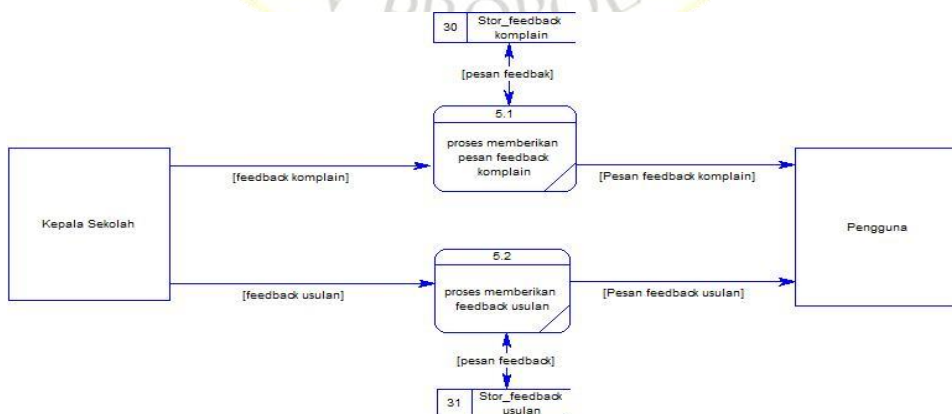 30
Stor_feedback
komplain
[pesan feedbak]
5.1
proses memberikan
pesan feedback
komplain
[feedback komplain]
[Pesan feedback komplain]
Kepala Sekolah
Pengguna
5.2
proses memberikan
feedback usulan
[feedback usulan]
[Pesan feedback usulan]
[pesan feedback]
31
Stor_feedback
usulan